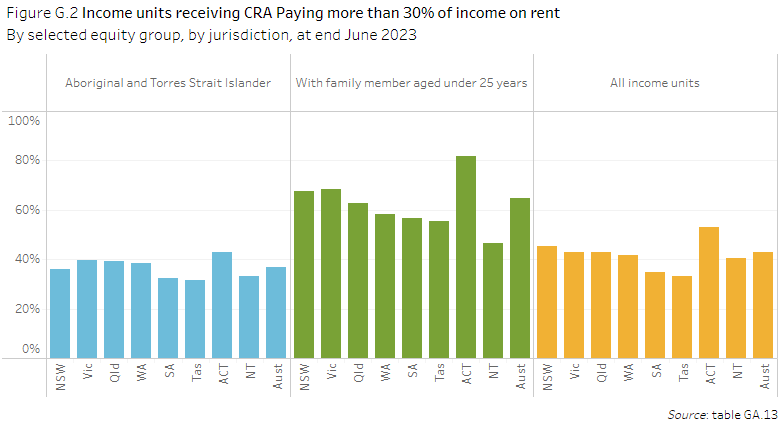 Figure G.2 Income units receiving CRA Paying more than 30% of income on rent
By selected equity group, by jurisdiction, at end June 2023
Aboriginal and Torres Strait Islander
With family member aged under 25 years
All income units
100%
80%
60%
40%
20%
0%
NSW
Vic
Qld
WA
SA
Tas
ACT
NT
Aust
NSW
Vic
Qld
WA
SA
Tas
ACT
NT
Aust
NSW
Vic
Qld
WA
SA
Tas
ACT
NT
Aust
Source: table GA.13